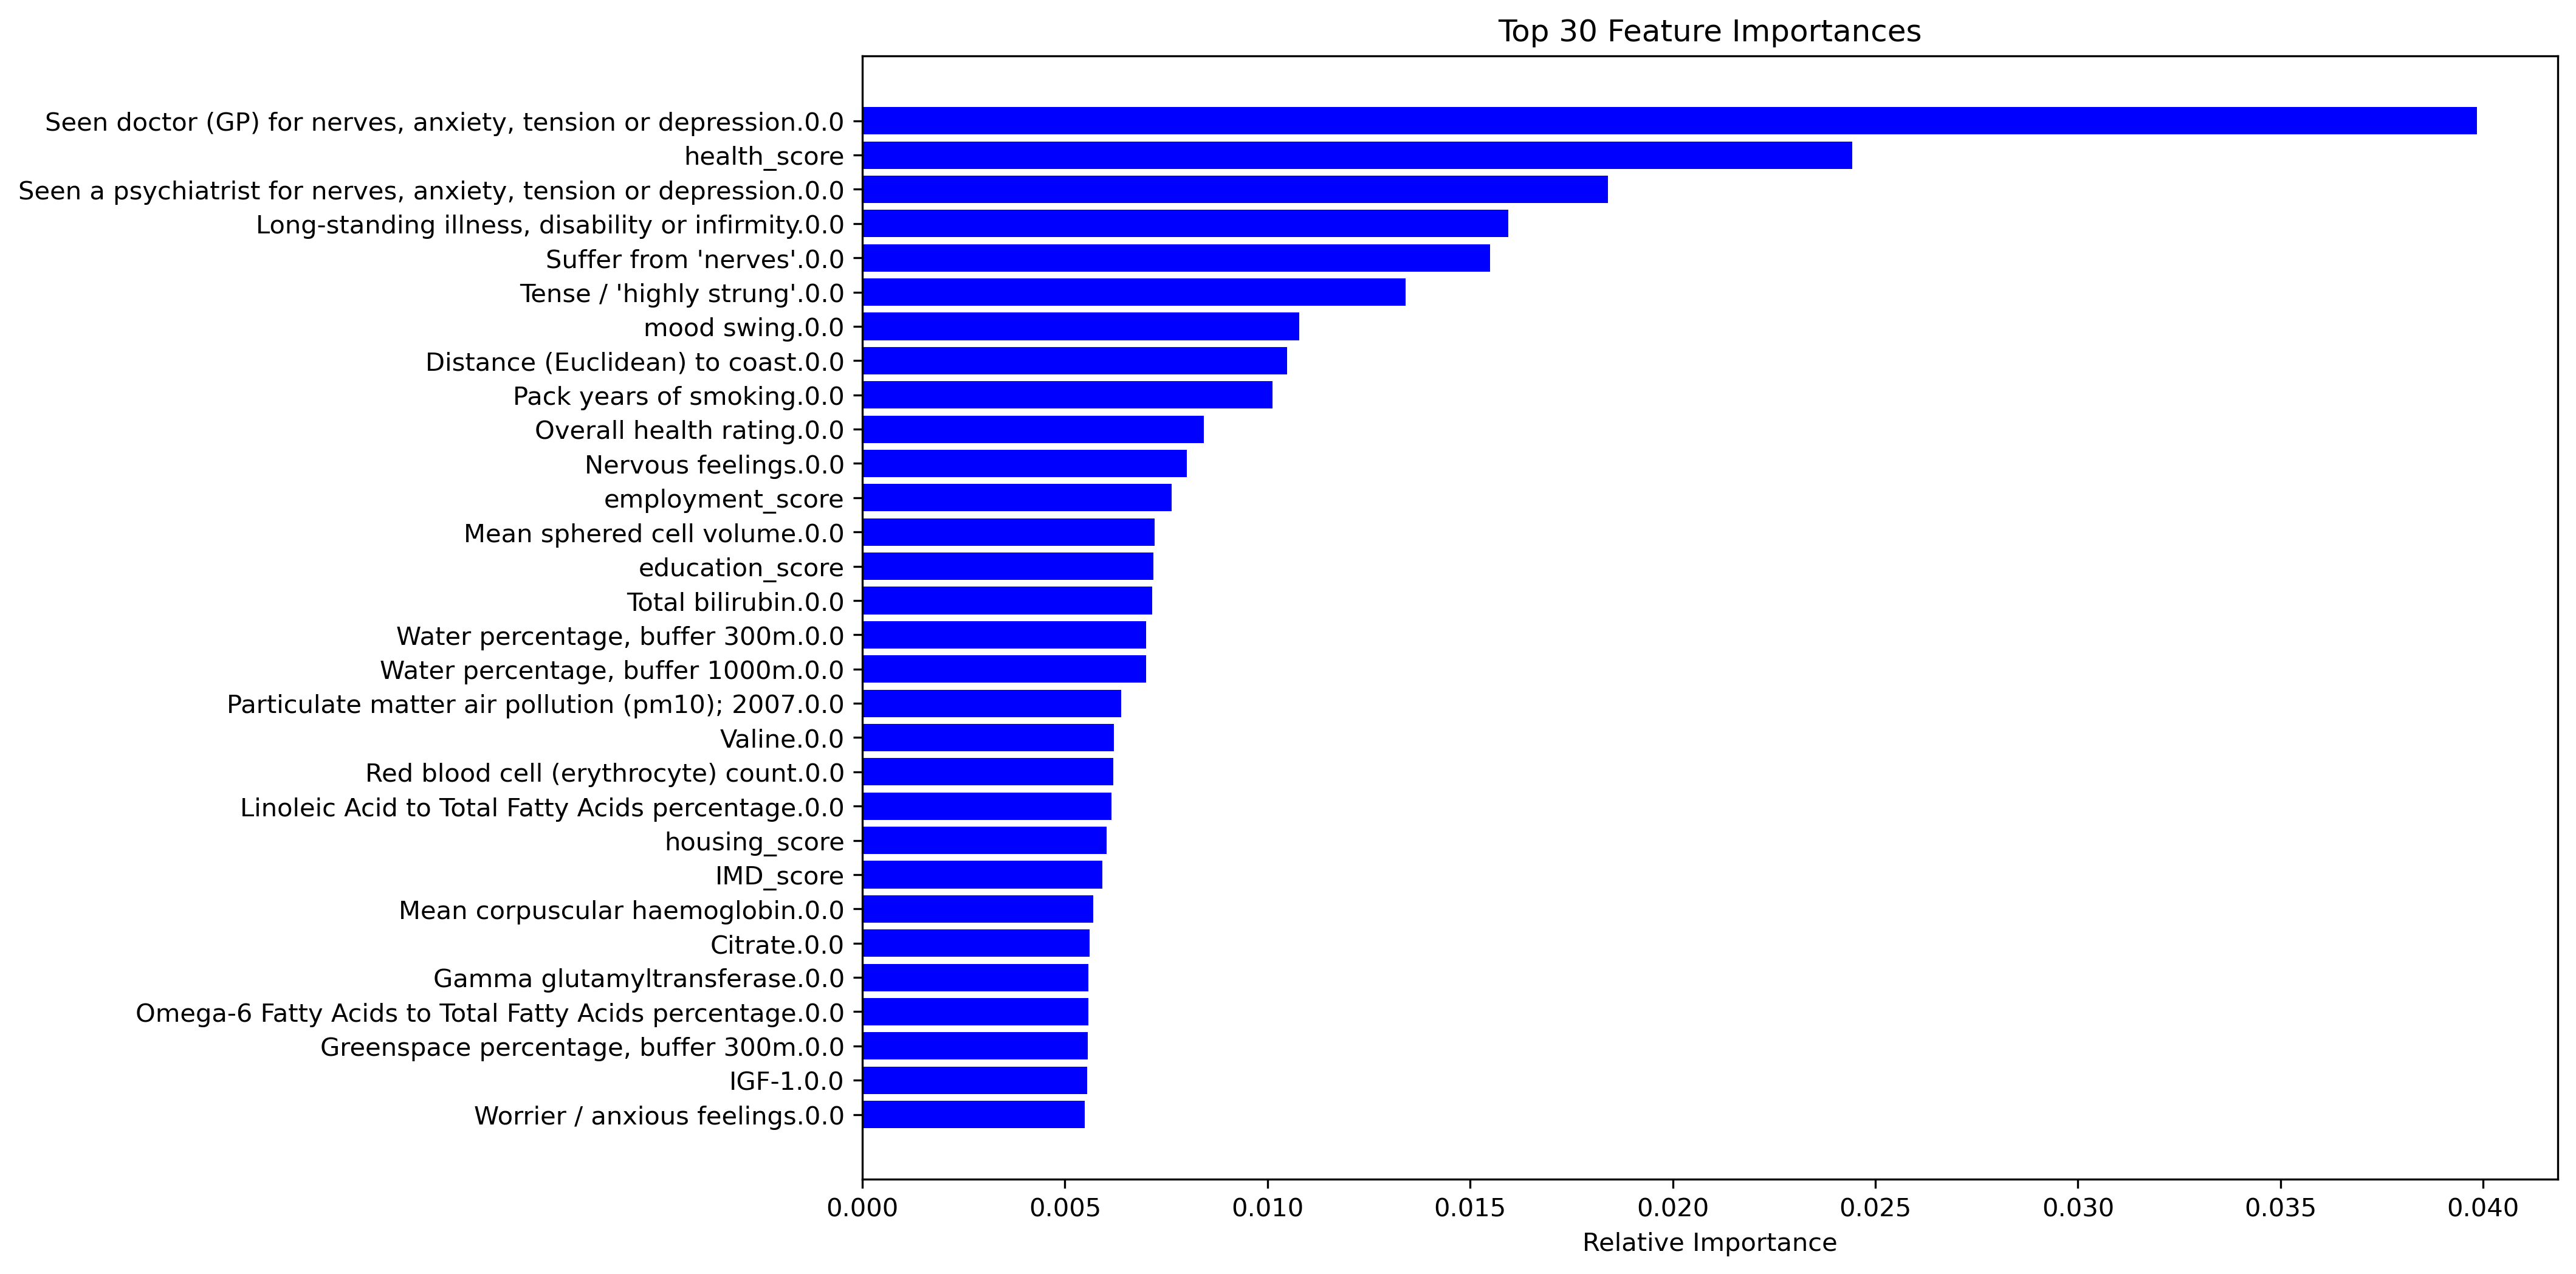 Top 30 Feature Importances
Seen doctor (GP) for nerves, anxiety, tension or depression.0.0
health_score
Seen a psychiatrist for nerves, anxiety, tension or depression.0.0
Long-standing illness, disability or infirmity.0.0
Suffer from 'nerves'.0.0
Tense / 'highly strung'.0.0
mood swing.0.0
Distance (Euclidean) to coast.0.0
Pack years of smoking.0.0
Overall health rating.0.0
Nervous feelings.0.0
employment_score
Mean sphered cell volume.0.0
education_score
Total bilirubin.0.0
Water percentage, buffer 300m.0.0
Water percentage, buffer 1000m.0.0
Particulate matter air pollution (pm10); 2007.0.0
Valine.0.0
Red blood cell (erythrocyte) count.0.0
Linoleic Acid to Total Fatty Acids percentage.0.0
housing_score
IMD_score
Mean corpuscular haemoglobin.0.0
Citrate.0.0
Gamma glutamyltransferase.0.0
Omega-6 Fatty Acids to Total Fatty Acids percentage.0.0
Greenspace percentage, buffer 300m.0.0
IGF-1.0.0
Worrier / anxious feelings.0.0
0.000 0.005 0.010 0.015 0.020 0.025 0.030 0.035 0.040
Relative Importance